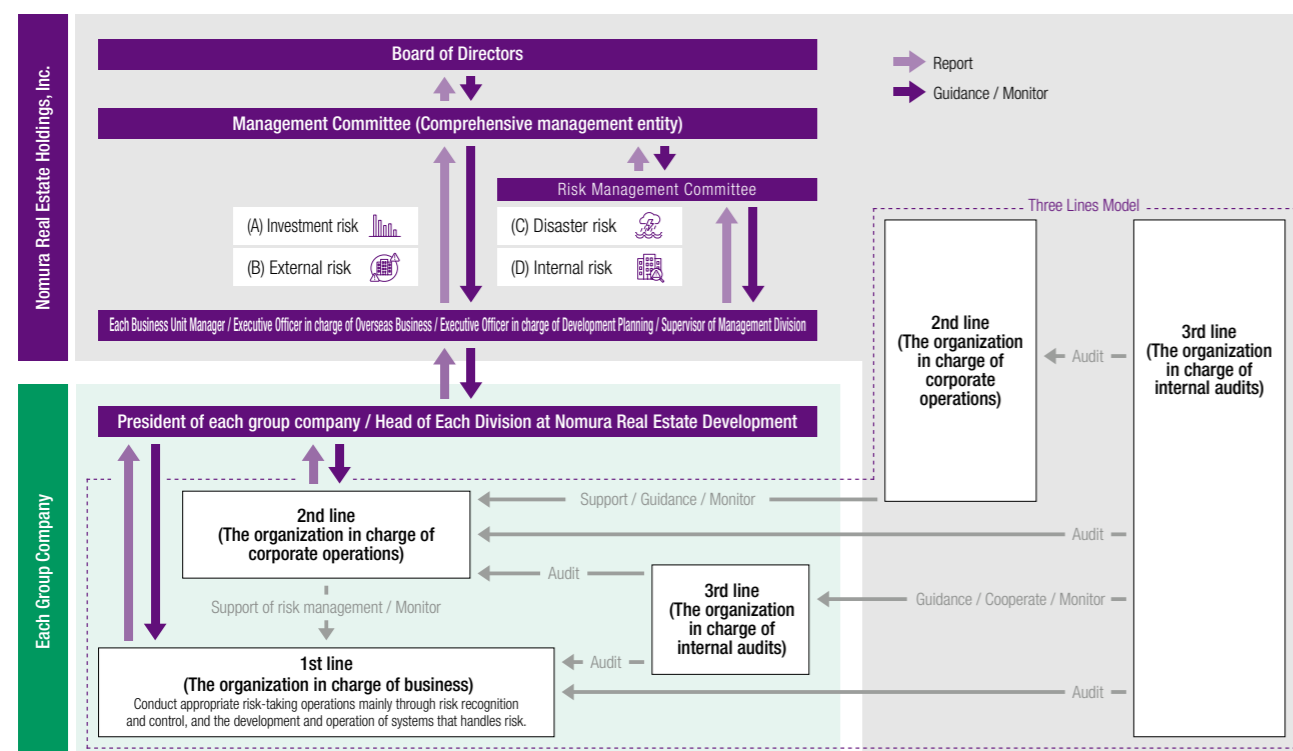 Nomura Real Estate Holdings, Inc.
Board of Directors
Report
Guidance / Monitor
Management Committee (Comprehensive management entity)
Risk Management Committee
(A) Investment risk
(B) External risk
(C) Disaster risk
(D) Internal risk
Each Business Unit Manager / Executive Officer in charge of Overseas Business / Executive Officer in charge of Development Planning / Supervisor of Management Division
Three Lines Model
2nd line
(The organization
in charge of
corporate
operations)
Audit
3rd line
(The organization
in charge of
internal audits)
Each Group Company
President of each group company / Head of Each Division at Nomura Real Estate Development
2nd line
(The organization in charge of
corporate operations)
Support / Guidance / Monitor
Audit
Audit
Support of risk management / Monitor
3rd line
(The organization
in charge of
internal audits)
Guidance / Cooperate / Monitor
Audit
1st line
(The organization in charge of business)
Conduct appropriate risk-taking operations mainly through risk recognition
and control, and the development and operation of systems that handles risk.
Audit